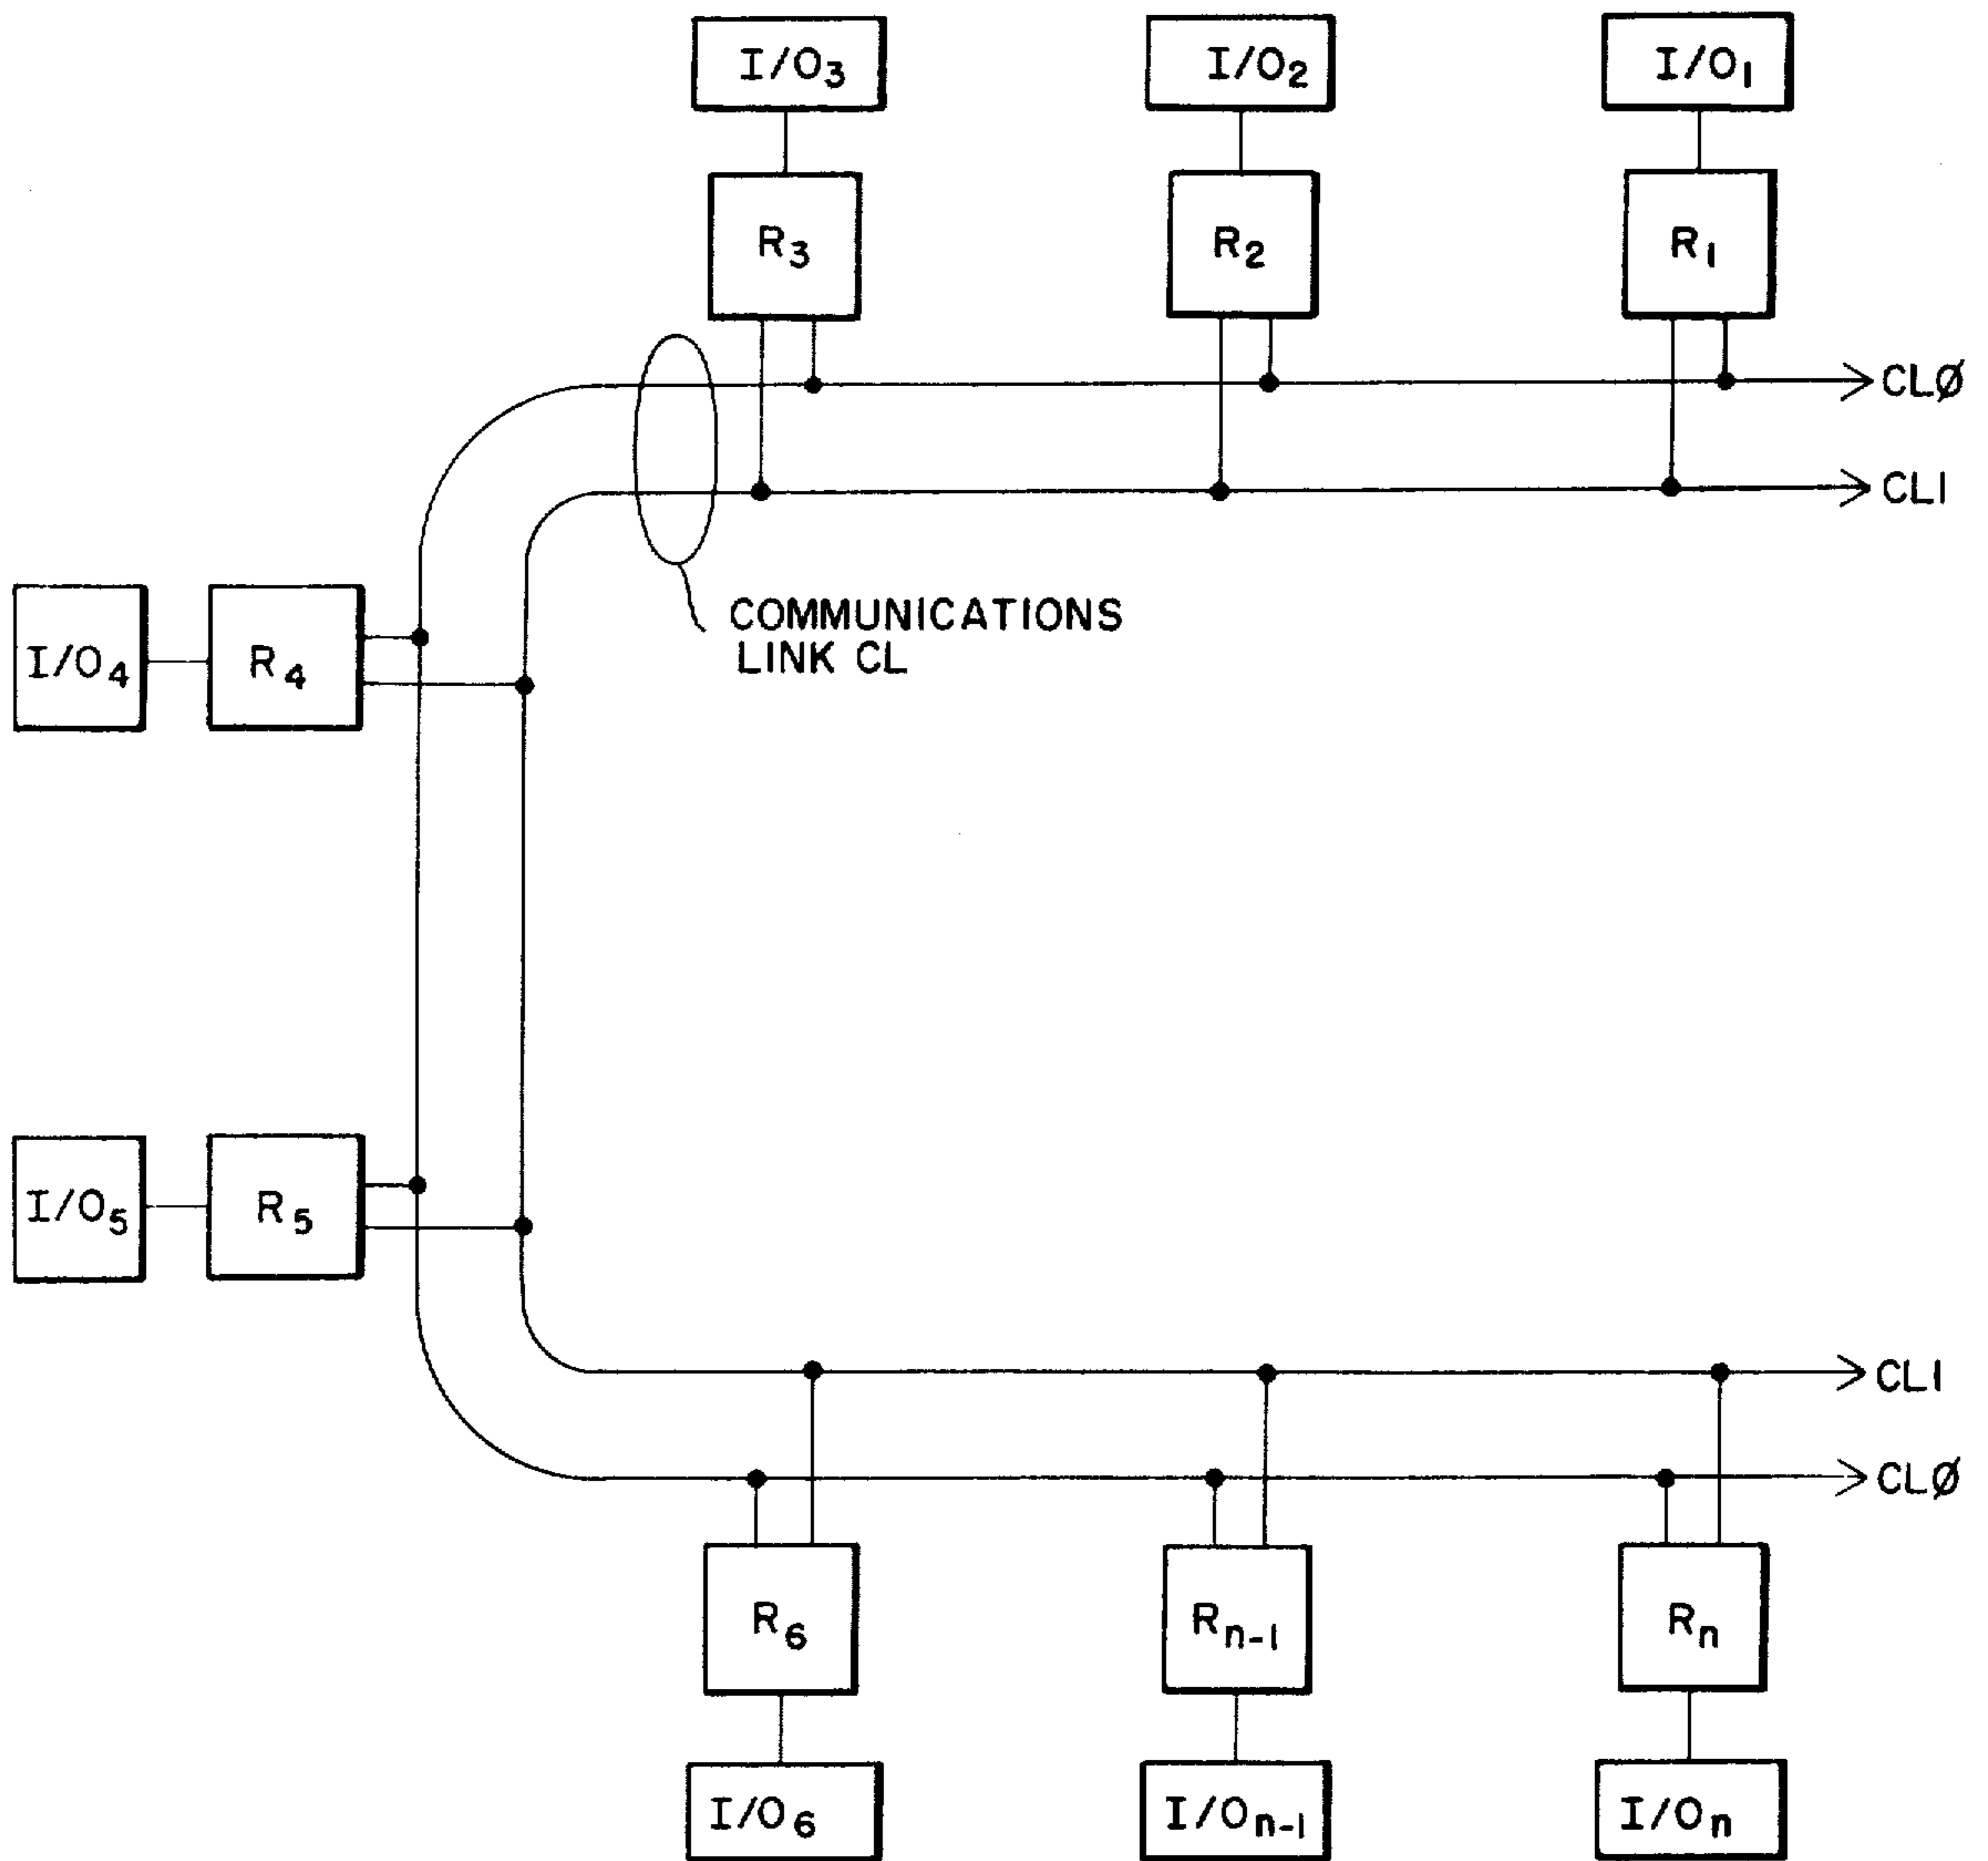 I/O₃
I/O₂
I/O₁
R₃
R₂
R₁
CLØ
CL1
COMMUNICATIONS
LINK CL
I/O₄
R₄
I/O₅
R₅
CL1
CLØ
R₆
Rₙ₋₁
Rₙ
I/O₆
I/Oₙ₋₁
I/Oₙ